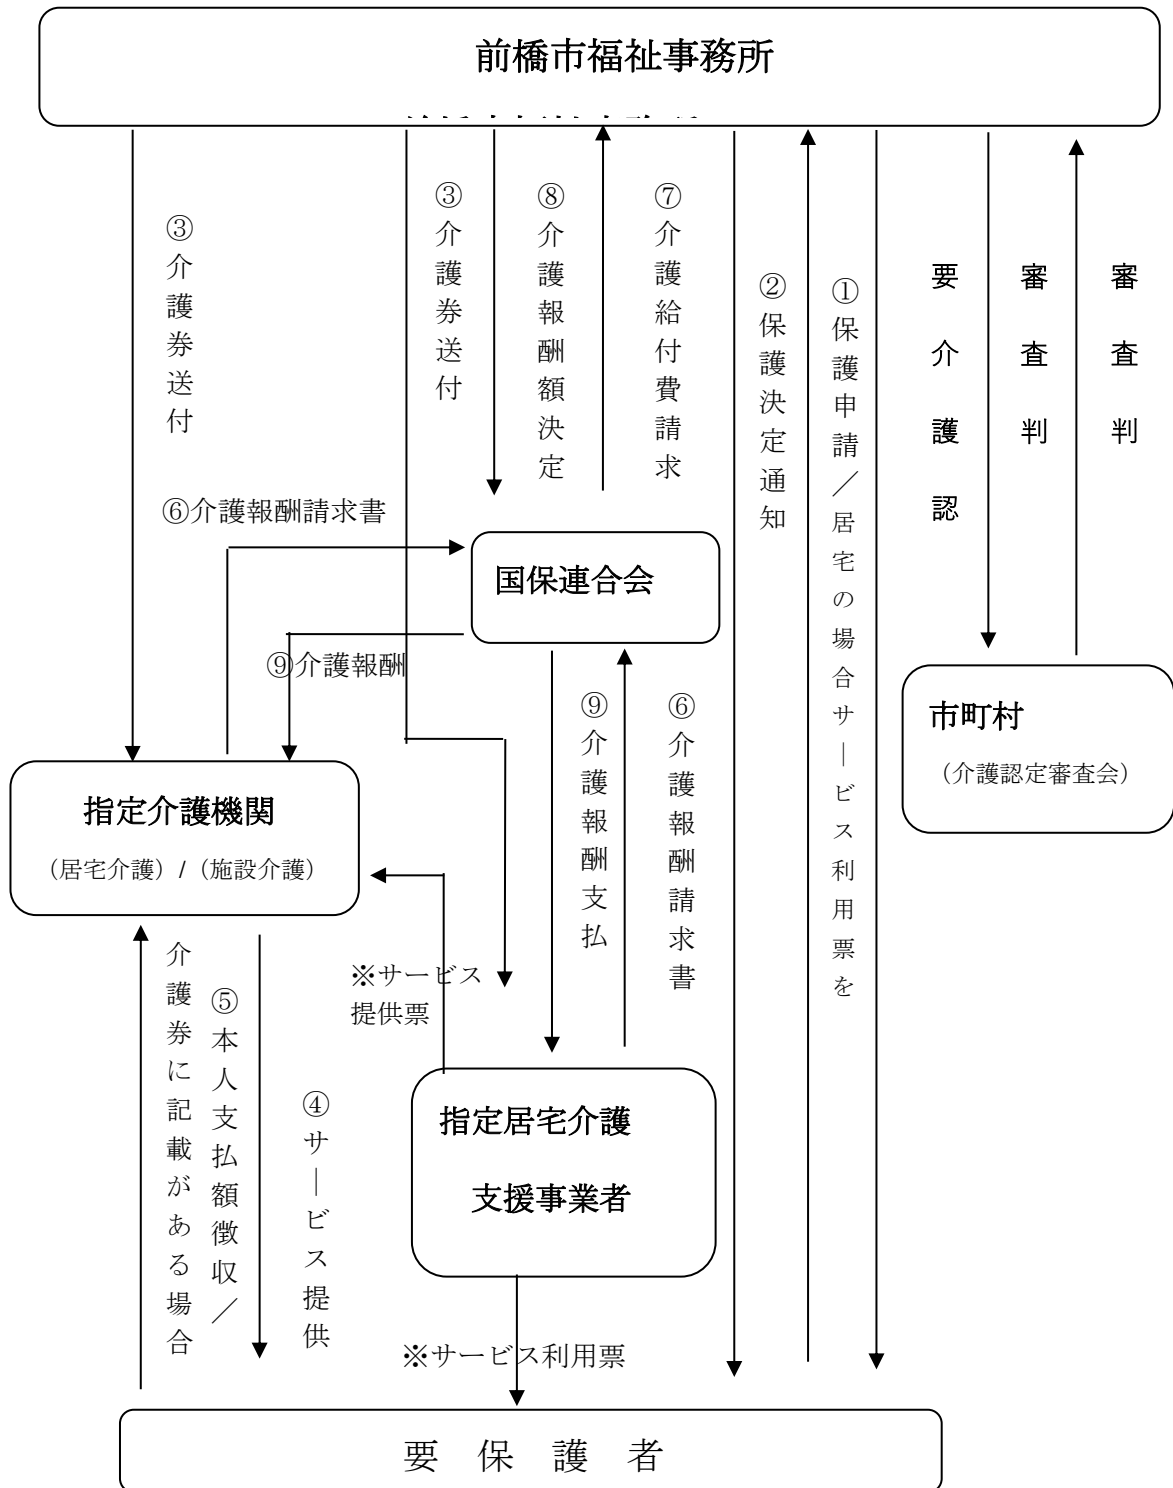 前橋市福祉事務所
③介護券送付
③介護券送付
⑧介護報酬額決定
⑦介護給付費請求
②保護決定通知
①保護申請／居宅の場合サービス利用票を
要介護認
審査判
審査判
⑥介護報酬請求書
国保連合会
⑨介護報酬
⑨介護報酬支払
⑥介護報酬請求書
市町村
（介護認定審査会）
指定介護機関
（居宅介護）/（施設介護）
※サービス
提供票
介護券に記載がある場合
⑤本人支払額徴収／
④サービス提供
指定居宅介護
支援事業者
※サービス利用票
要保護者